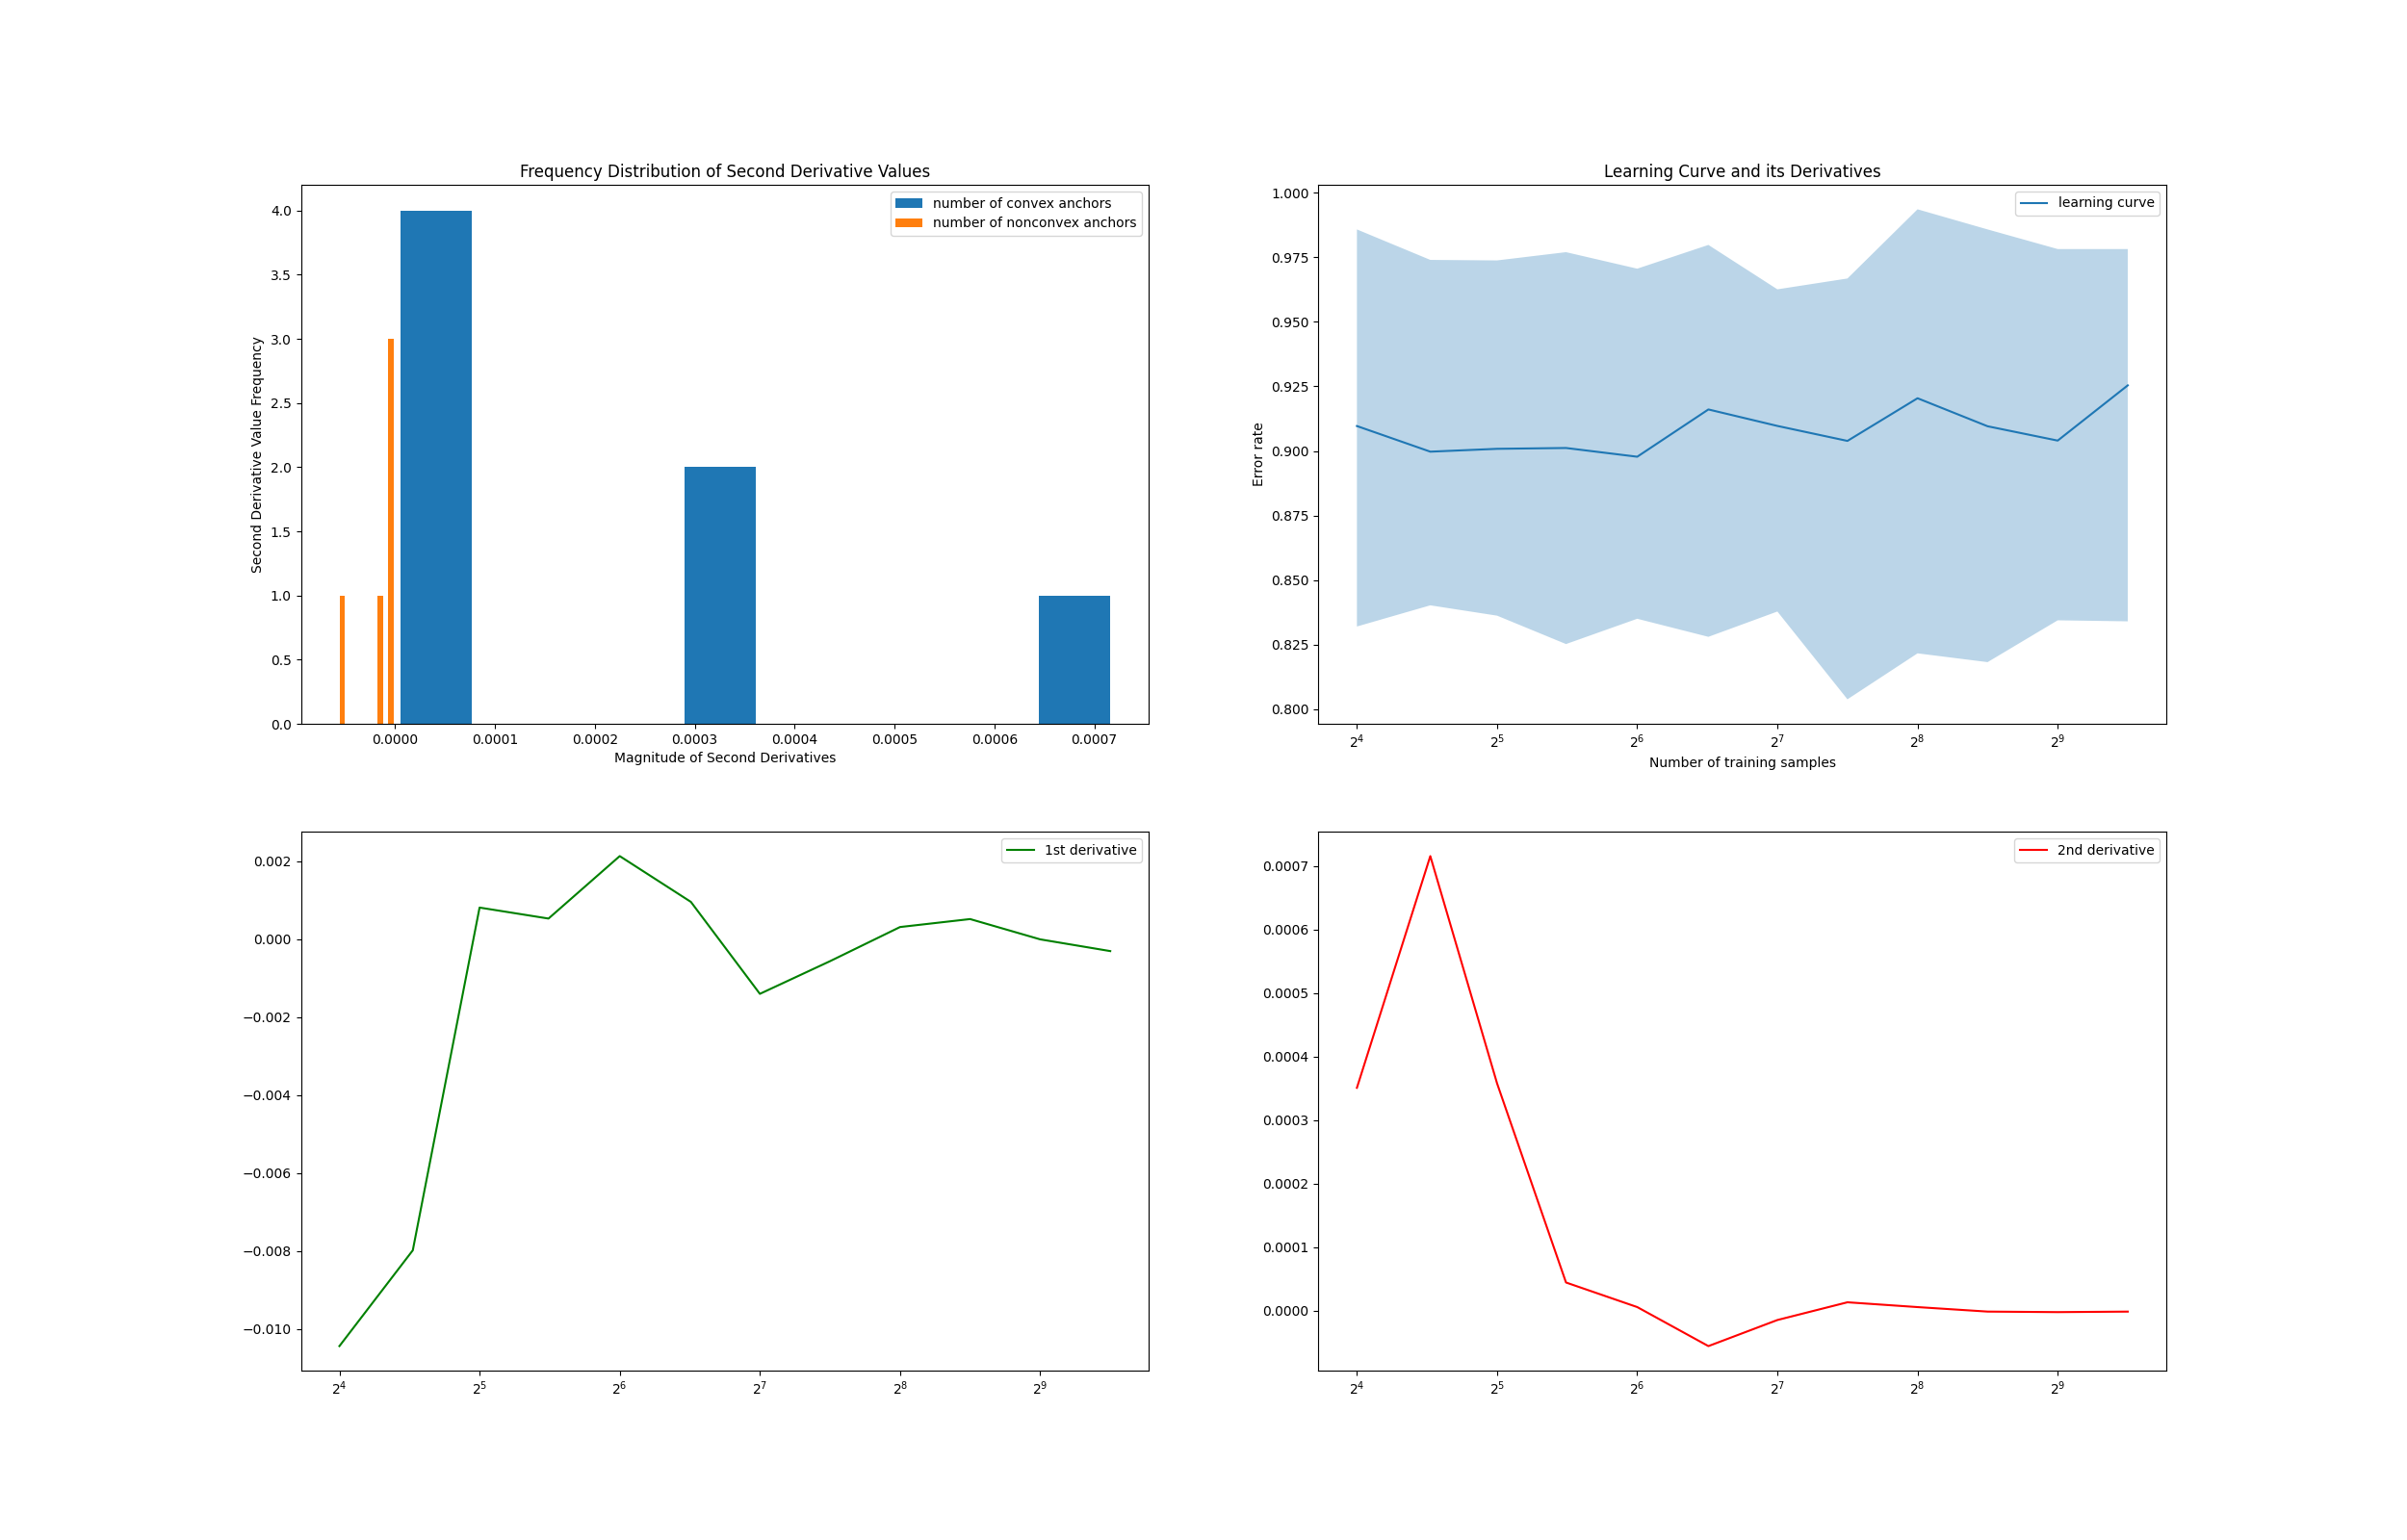 Frequency Distribution of Second Derivative Values
number of convex anchors
number of nonconvex anchors
4.0
3.5
3.0
2.5
2.0
1.5
1.0
0.5
0.0
Second Derivative Value Frequency
0.0000 0.0001 0.0002 0.0003 0.0004 0.0005 0.0006 0.0007
Magnitude of Second Derivatives
Learning Curve and its Derivatives
learning curve
1.000
0.975
0.950
0.925
0.900
0.875
0.850
0.825
0.800
Error rate
2⁴ 2⁵ 2⁶ 2⁷ 2⁸ 2⁹
Number of training samples
1st derivative
0.002
0.000
−0.002
−0.004
−0.006
−0.008
−0.010
2⁴ 2⁵ 2⁶ 2⁷ 2⁸ 2⁹
2nd derivative
0.0007
0.0006
0.0005
0.0004
0.0003
0.0002
0.0001
0.0000
2⁴ 2⁵ 2⁶ 2⁷ 2⁸ 2⁹